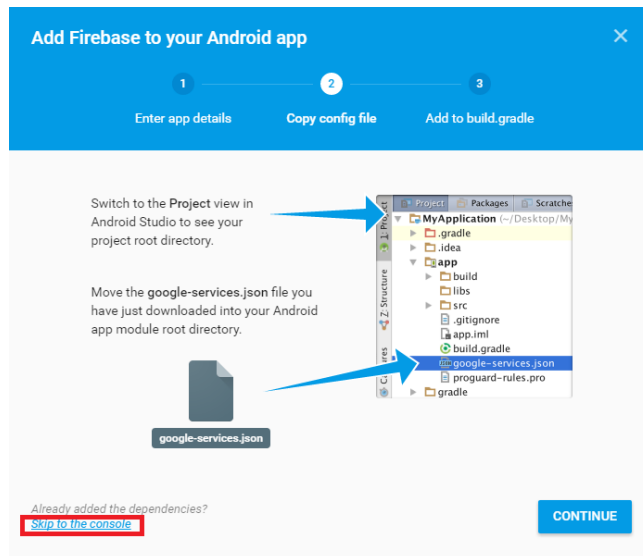 Add Firebase to your Android app
1
2
3
Enter app details
Copy config file
Add to build.gradle
Switch to the Project view in
Android Studio to see your
project root directory.
Move the google-services.json file you
have just downloaded into your Android
app module root directory.
google-services.json
Project
Packages
Scratche
1: Project
Z: Structure
MyApplication (~/Desktop/My
.gradle
.idea
app
build
libs
src
.gitignore
app.iml
build.gradle
google-services.json
proguard-rules.pro
gradle
Already added the dependencies?
Skip to the console
CONTINUE